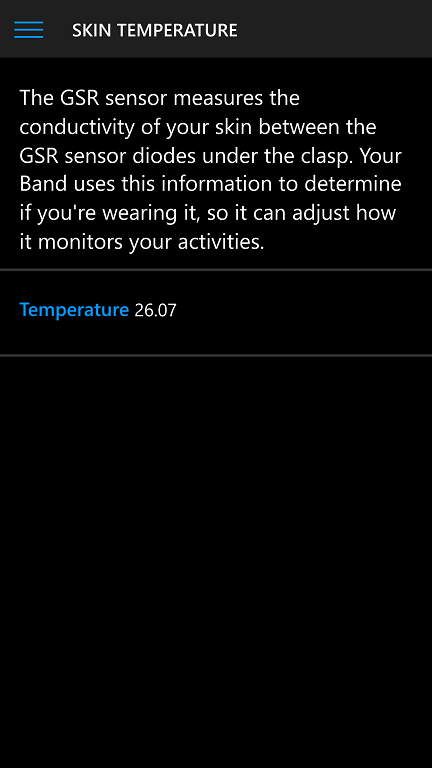 SKIN TEMPERATURE
The GSR sensor measures the
conductivity of your skin between the
GSR sensor diodes under the clasp. Your
Band uses this information to determine
if you're wearing it, so it can adjust how
it monitors your activities.
Temperature 26.07